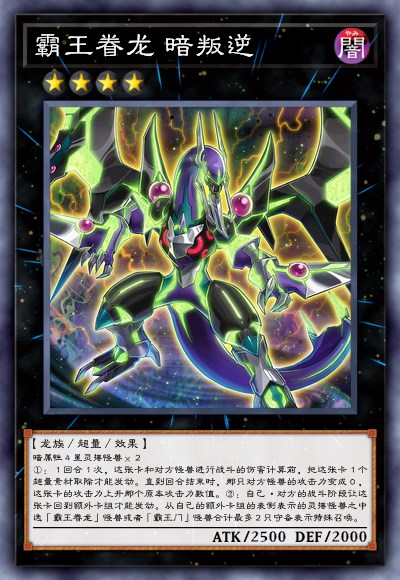 霸王眷龙 暗叛逆
やみ
闇
【龙族／超量／效果】
暗属性４星灵摆怪兽×２
①：１回合１次，这张卡和对方怪兽进行战斗的伤害计算前，把这张卡１个
超量素材取除才能发动。直到回合结束时，那只对方怪兽的攻击力变成０，
这张卡的攻击力上升那个原本攻击力数值。②：自己·对方的战斗阶段让这
张卡回到额外卡组才能发动。从自己的额外卡组的表侧表示的灵摆怪兽之中
选「霸王眷龙」怪兽或者「霸王门」怪兽合计最多２只守备表示特殊召唤。
ATK/2500 DEF/2000